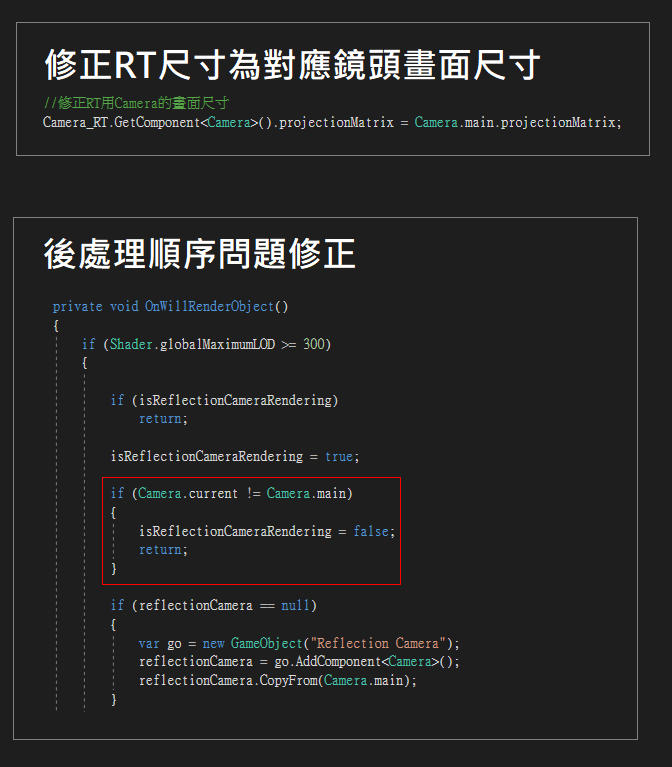 修正RT尺寸為對應鏡頭畫面尺寸
//修正RT用Camera的畫面尺寸
Camera_RT.GetComponent<Camera>().projectionMatrix = Camera.main.projectionMatrix;
後處理順序問題修正
private void OnWillRenderObject()
{
if (Shader.globalMaximumLOD >= 300)
{
if (isReflectionCameraRendering)
return;
isReflectionCameraRendering = true;
if (Camera.current != Camera.main)
{
isReflectionCameraRendering = false;
return;
}
if (reflectionCamera == null)
{
var go = new GameObject("Reflection Camera");
reflectionCamera = go.AddComponent<Camera>();
reflectionCamera.CopyFrom(Camera.main);
}